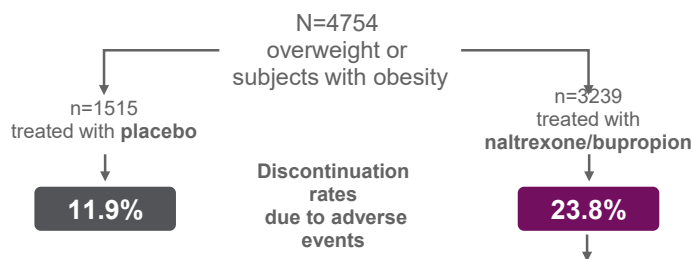 N=4754
overweight or
subjects with obesity
n=1515
treated with placebo
n=3239
treated with
naltrexone/bupropion
11.9%
Discontinuation
rates
due to adverse
events
23.8%